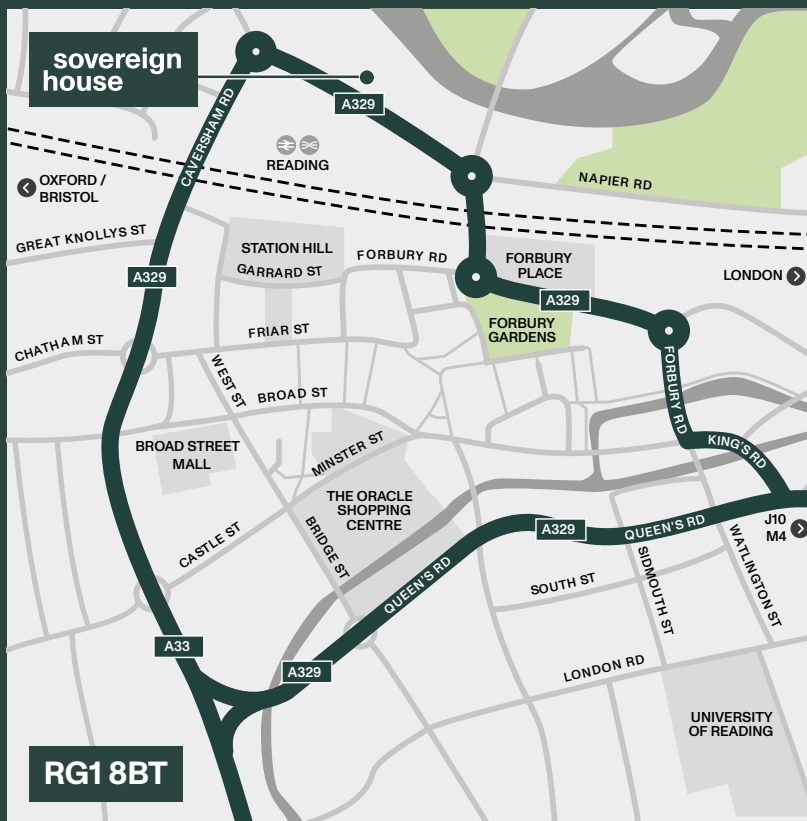 sovereign
house
A329
CAVERSHAM RD
READING
NAPIER RD
OXFORD /
BRISTOL
GREAT KNOLLYS ST
STATION HILL
GARRARD ST
FORBURY RD
FORBURY
PLACE
LONDON
A329
A329
FORBURY
GARDENS
FRIAR ST
CHATHAM ST
WEST ST
FORBURY RD
BROAD ST
KING'S RD
BROAD STREET
MALL
MINSTER ST
THE ORACLE
SHOPPING
CENTRE
J10
M4
CASTLE ST
BRIDGE ST
A329
QUEEN'S RD
WATLINGTON ST
SIDMOUTH ST
QUEEN'S RD
SOUTH ST
A33
A329
LONDON RD
UNIVERSITY
OF READING
RG1 8BT